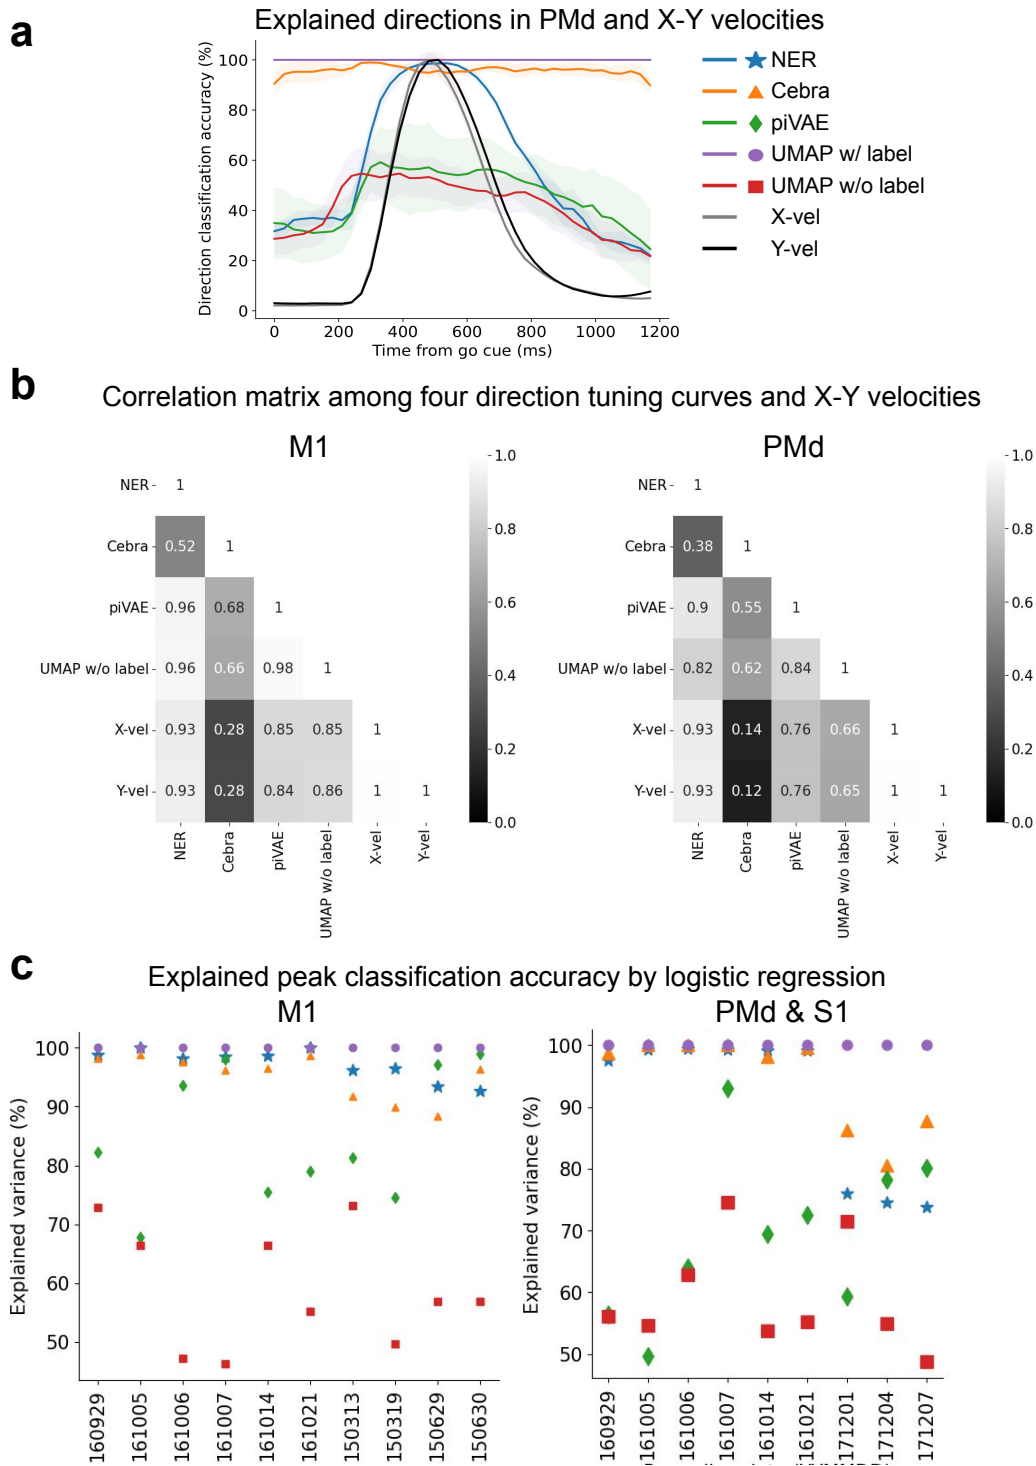 a
Explained directions in PMd and X-Y velocities
Direction classification accuracy (%)
100
80
60
40
20
0
0 200 400 600 800 1000 1200
Time from go cue (ms)
NER
Cebra
piVAE
UMAP w/ label
UMAP w/o label
X-vel
Y-vel
b
Correlation matrix among four direction tuning curves and X-Y velocities
M1
NER 1
Cebra 0.52 1
piVAE 0.96 0.68 1
UMAP w/o label 0.96 0.66 0.98 1
X-vel 0.93 0.28 0.85 0.85 1
Y-vel 0.93 0.28 0.84 0.86 1 1
NER Cebra piVAE UMAP w/o label X-vel Y-vel
1.0
0.8
0.6
0.4
0.2
0.0
PMd
NER 1
Cebra 0.38 1
piVAE 0.9 0.55 1
UMAP w/o label 0.82 0.62 0.84 1
X-vel 0.93 0.14 0.76 0.66 1
Y-vel 0.93 0.12 0.76 0.65 1 1
NER Cebra piVAE UMAP w/o label X-vel Y-vel
1.0
0.8
0.6
0.4
0.2
0.0
c
Explained peak classification accuracy by logistic regression
M1
Explained variance (%)
100
90
80
70
60
50
160929 161005 161006 161007 161014 161021 150313 150319 150629 150630
PMd & S1
Explained variance (%)
100
90
80
70
60
50
160929 161005 161006 161007 161014 161021 171201 171204 171207